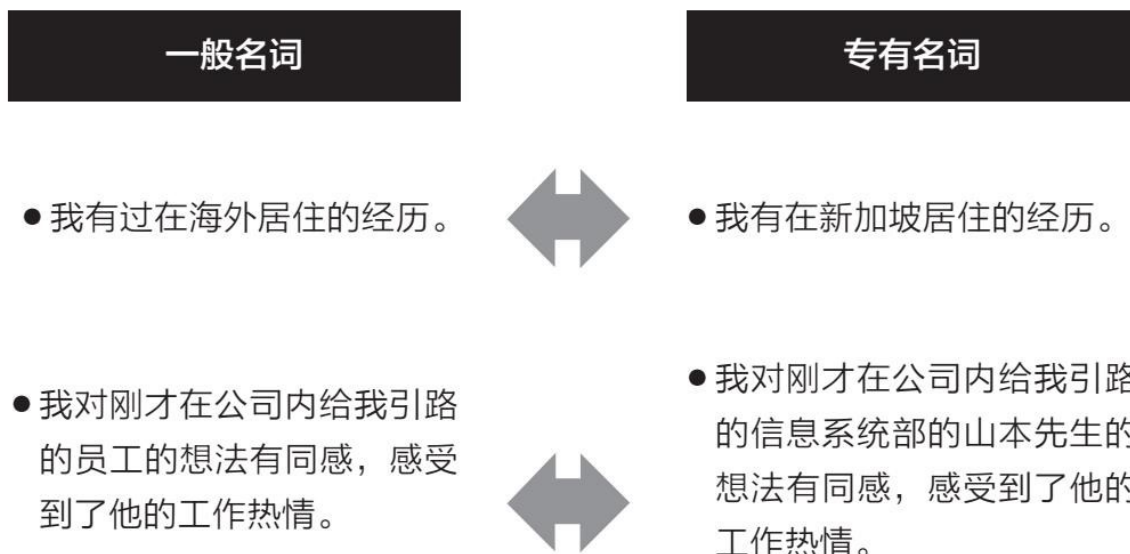 一般名词
专有名词
●我有过在海外居住的经历。
●我有在新加坡居住的经历。
●我对刚才在公司内给我引路
的员工的想法有同感，感受
到了他的工作热情。
●我对刚才在公司内给我引路
的信息系统部的山本先生的
想法有同感，感受到了他的
工作热情。